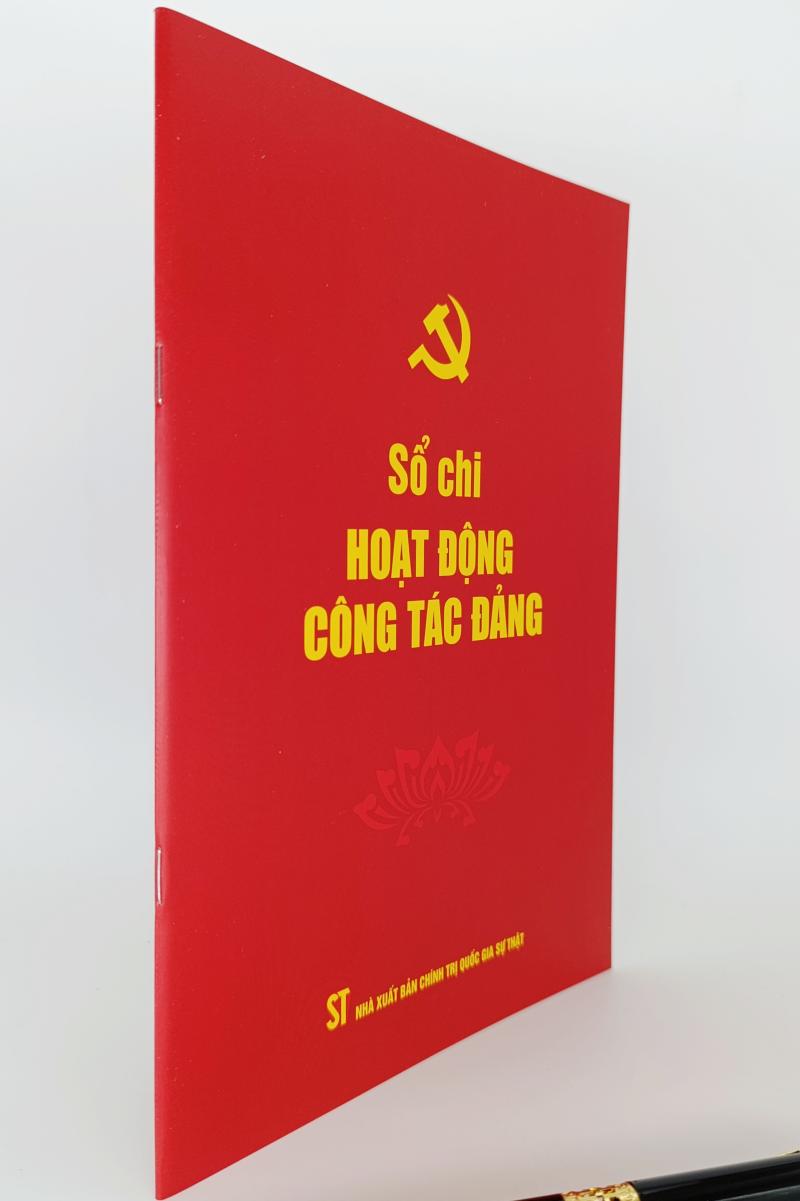 Sổ chi
HOẠT ĐỘNG
CÔNG TÁC ĐẢNG
ST NHÀ XUẤT BẢN CHÍNH TRỊ QUỐC GIA SỰ THẬT